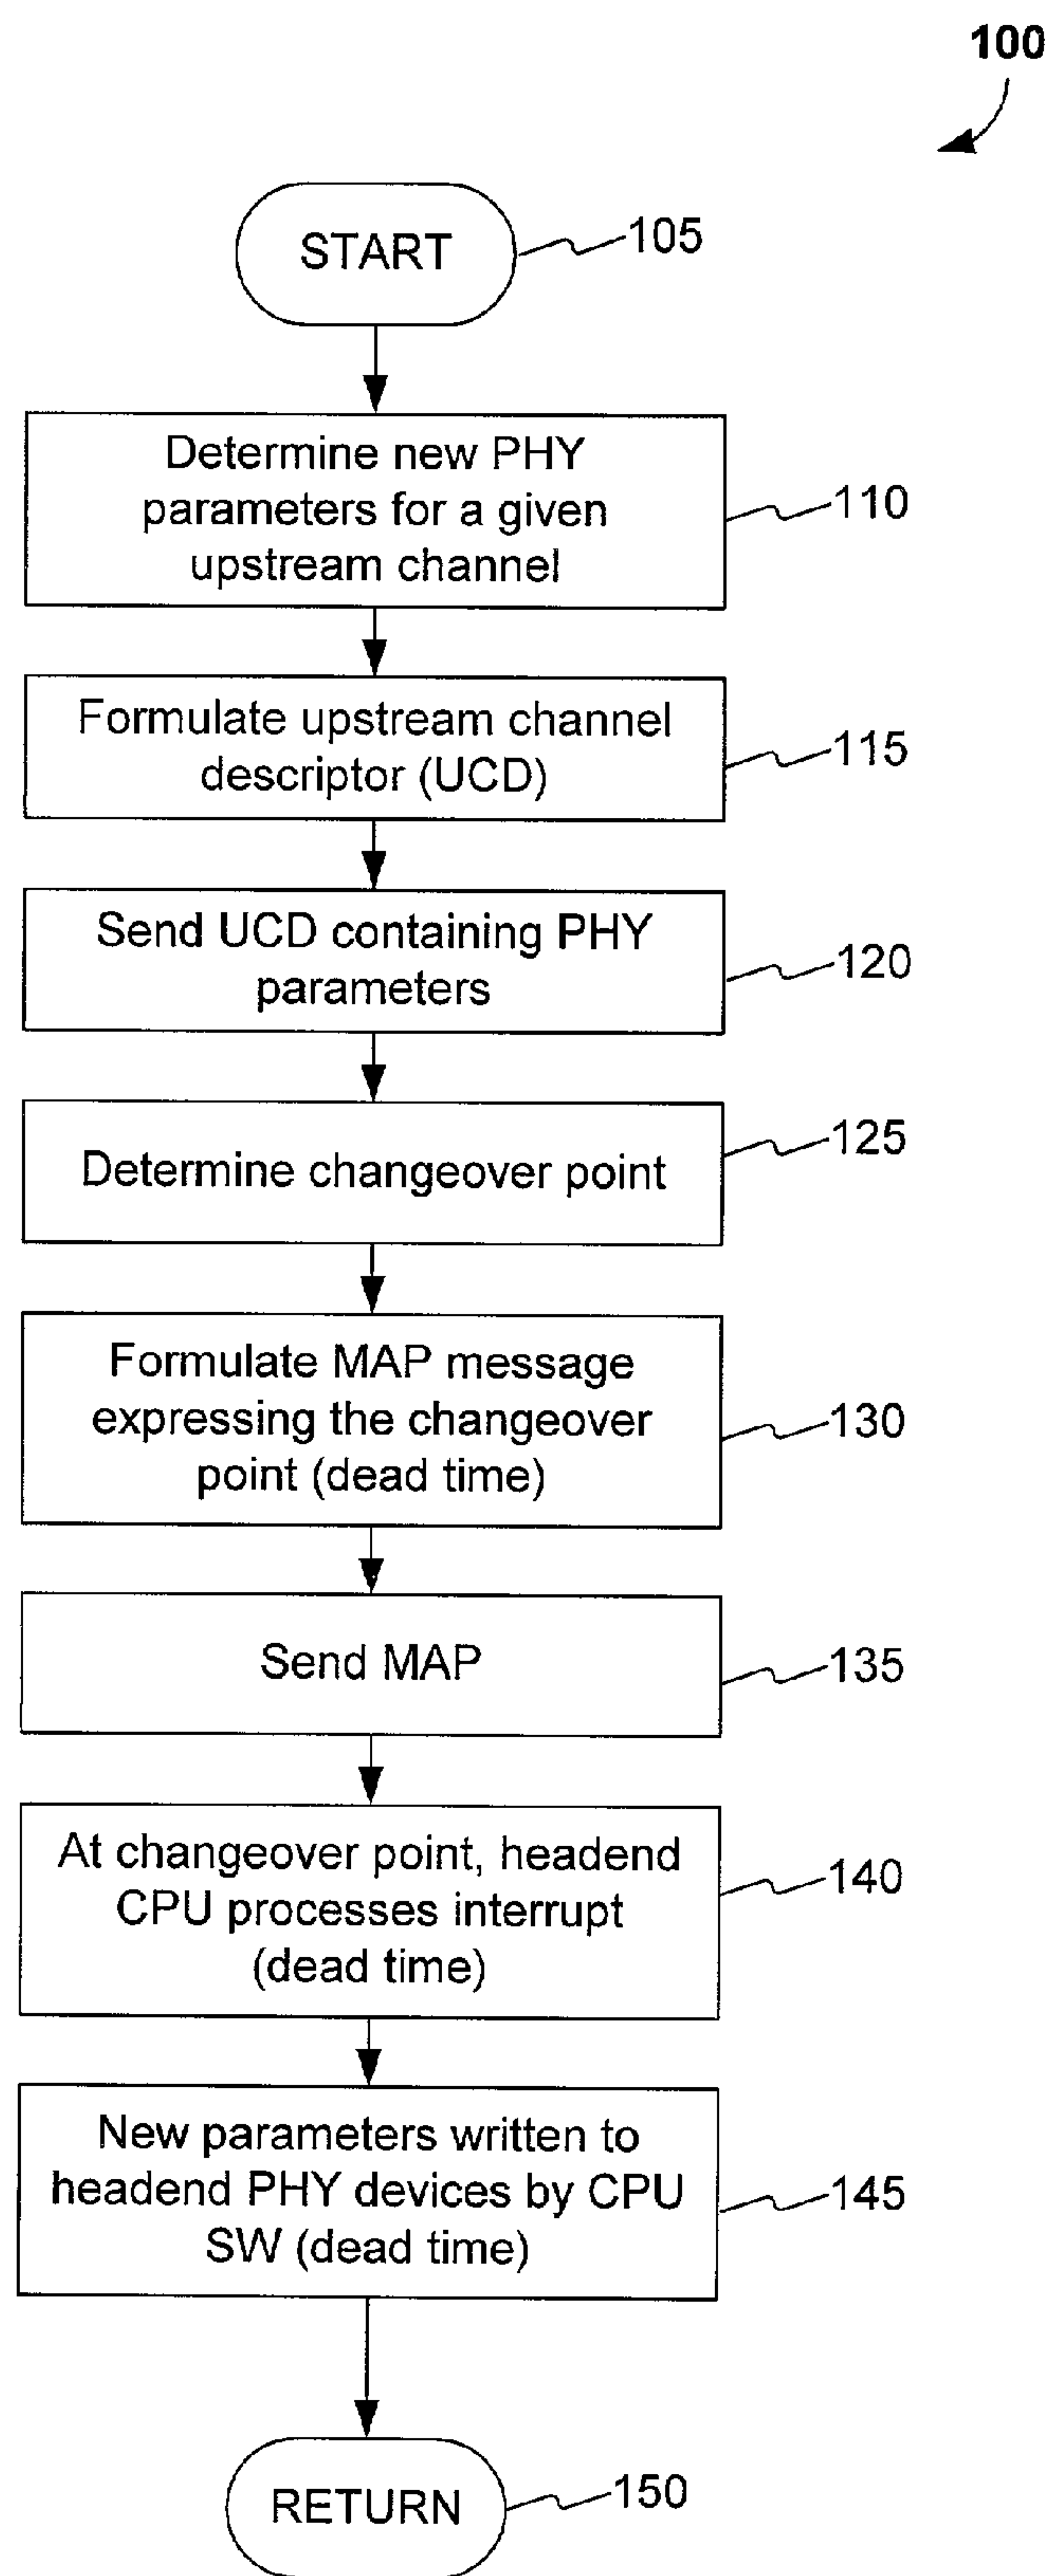 100
START
105
Determine new PHY
parameters for a given
upstream channel
110
Formulate upstream channel
descriptor (UCD)
115
Send UCD containing PHY
parameters
120
Determine changeover point
125
Formulate MAP message
expressing the changeover
point (dead time)
130
Send MAP
135
At changeover point, headend
CPU processes interrupt
(dead time)
140
New parameters written to
headend PHY devices by CPU
SW (dead time)
145
RETURN
150